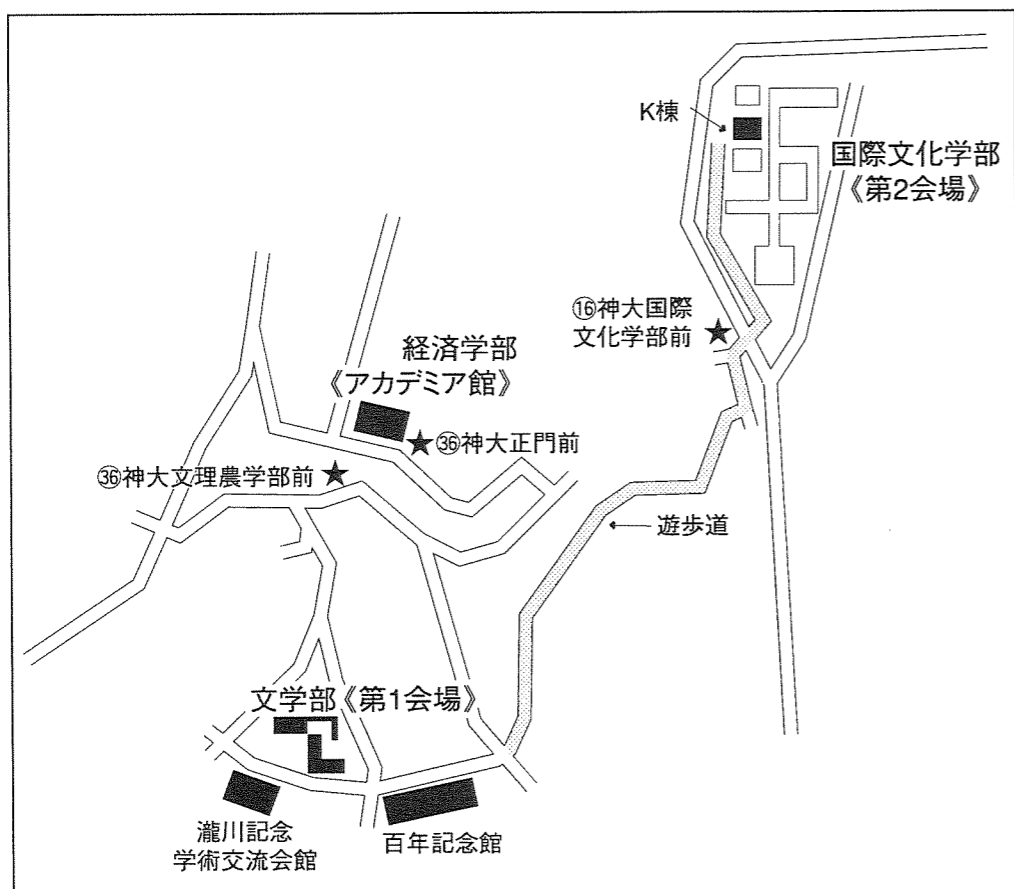 K棟
国際文化学部
《第2会場》
⑯神大国際
文化学部前
経済学部
《アカデミア館》
㊱神大正門前
㊱神大文理農学部前
遊歩道
文学部《第1会場》
瀧川記念
学術交流会館
百年記念館